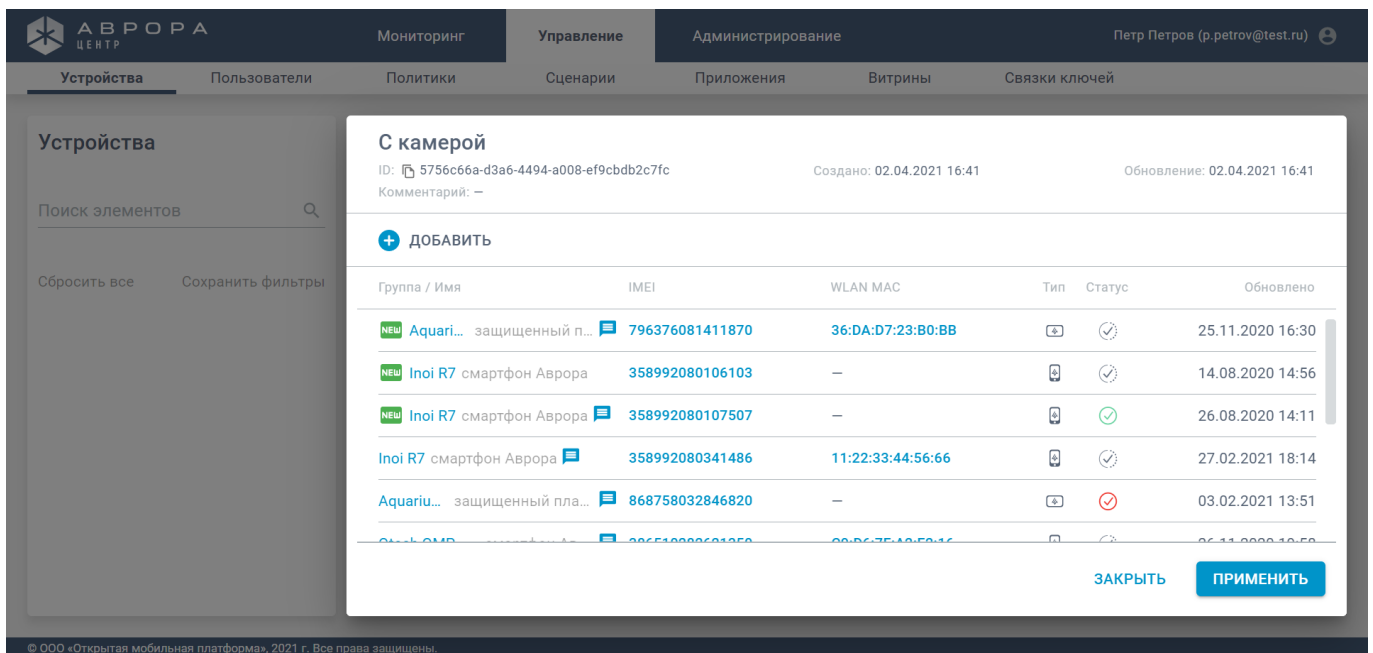 АВРОРА
ЦЕНТР
Мониторинг Управление Администрирование Петр Петров (p.petrov@test.ru)
Устройства Пользователи Политики Сценарии Приложения Витрины Связки ключей
Устройства
Поиск элементов
Сбросить все Сохранить фильтры
С камерой
ID: 5756c66a-d3a6-4494-a008-ef9cbdb2c7fc Создано: 02.04.2021 16:41 Обновление: 02.04.2021 16:41
Комментарий: —
ДОБАВИТЬ
Группа / Имя IMEI WLAN MAC Тип Статус Обновлено
NEW Aquari... защищенный п... 796376081411870 36:DA:D7:23:B0:BB 25.11.2020 16:30
NEW Inoi R7 смартфон Аврора 358992080106103 — 14.08.2020 14:56
NEW Inoi R7 смартфон Аврора 358992080107507 — 26.08.2020 14:11
Inoi R7 смартфон Аврора 358992080341486 11:22:33:44:56:66 27.02.2021 18:14
Aquariu... защищенный пла... 868758032846820 — 03.02.2021 13:51
ЗАКРЫТЬ ПРИМЕНИТЬ
© ООО «Открытая мобильная платформа», 2021 г. Все права защищены.